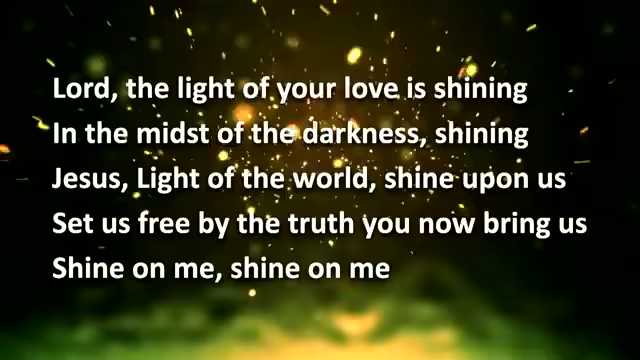 Lord, the light of your love is shining
In the midst of the darkness, shining
Jesus, Light of the world, shine upon us
Set us free by the truth you now bring us
Shine on me, shine on me